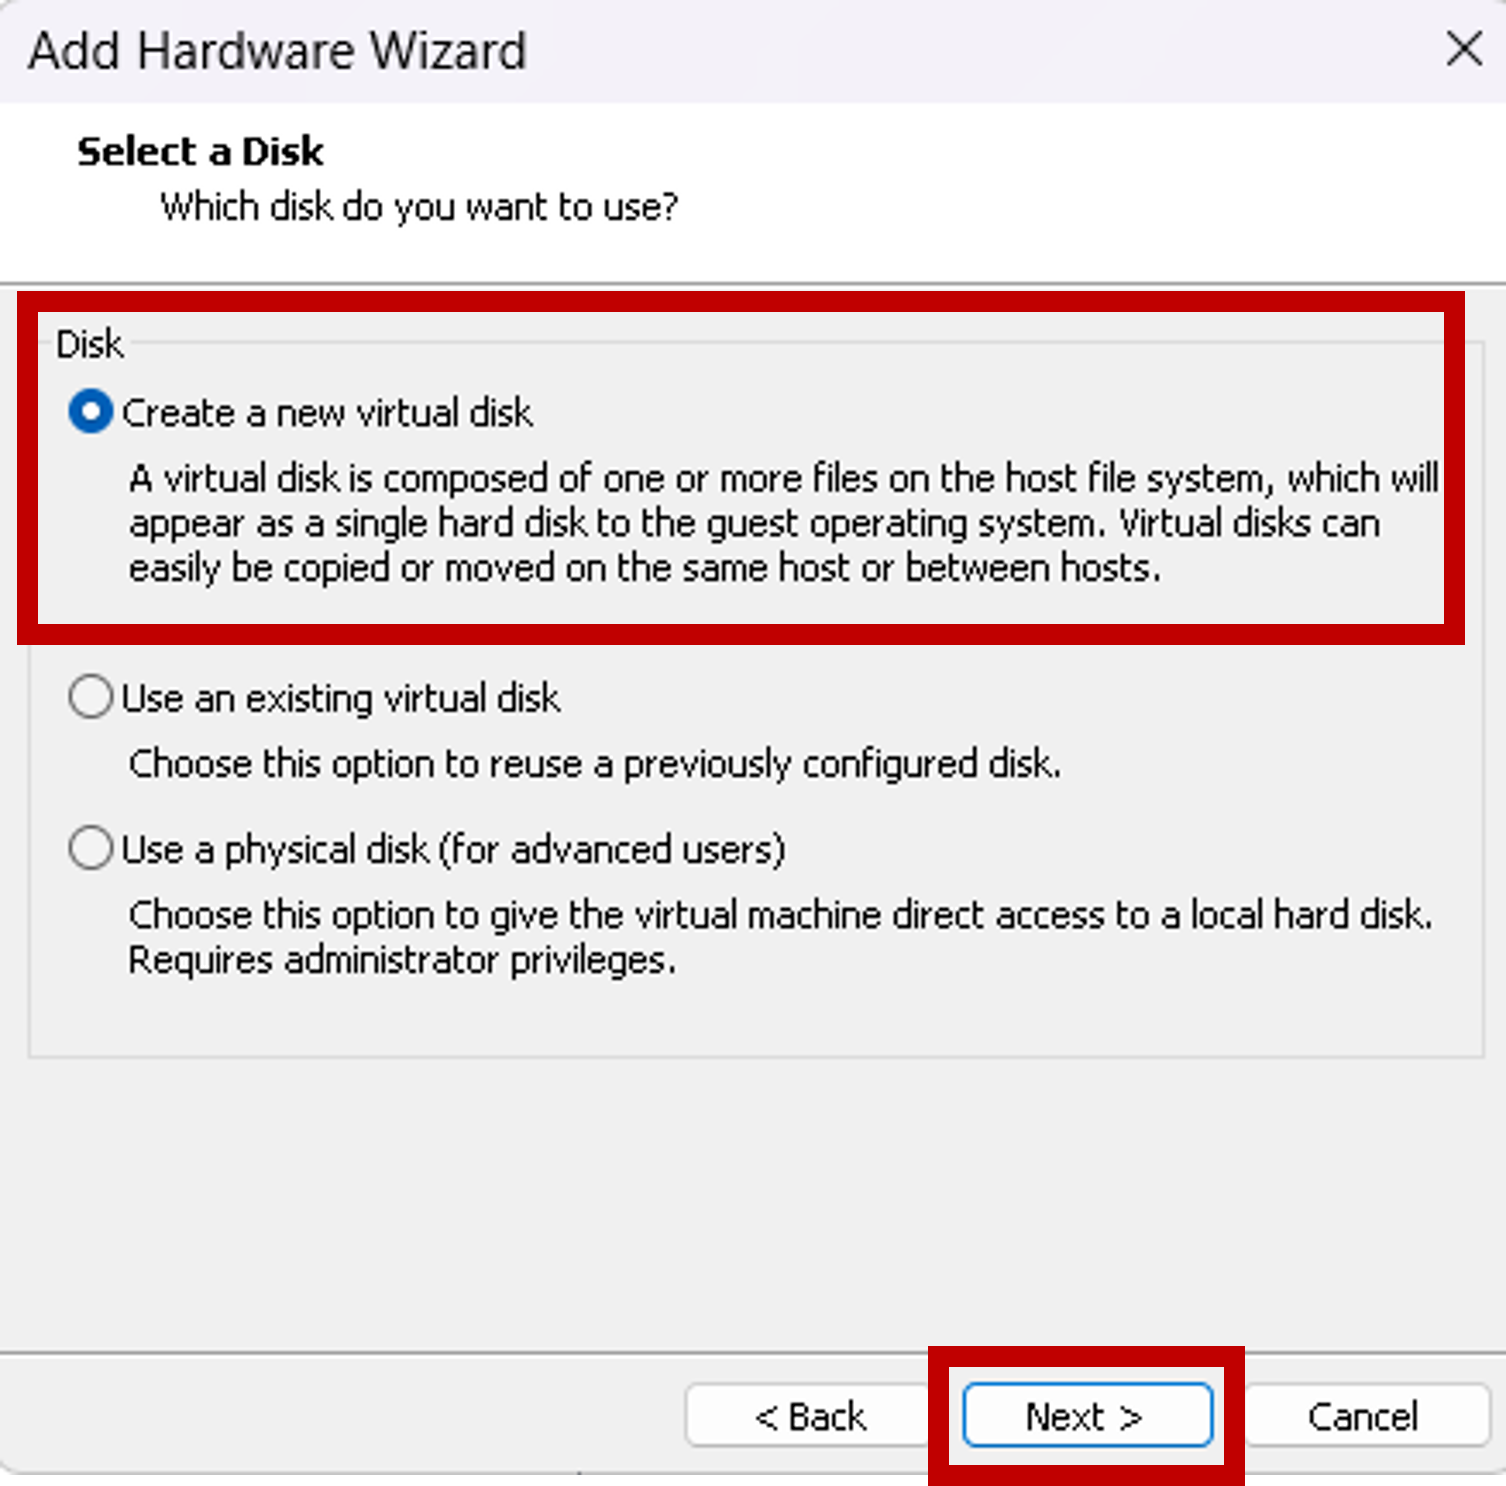 Add Hardware Wizard
Select a Disk
Which disk do you want to use?
Disk
Create a new virtual disk
A virtual disk is composed of one or more files on the host file system, which will
appear as a single hard disk to the guest operating system. Virtual disks can
easily be copied or moved on the same host or between hosts.
Use an existing virtual disk
Choose this option to reuse a previously configured disk.
Use a physical disk (for advanced users)
Choose this option to give the virtual machine direct access to a local hard disk.
Requires administrator privileges.
< Back Next > Cancel